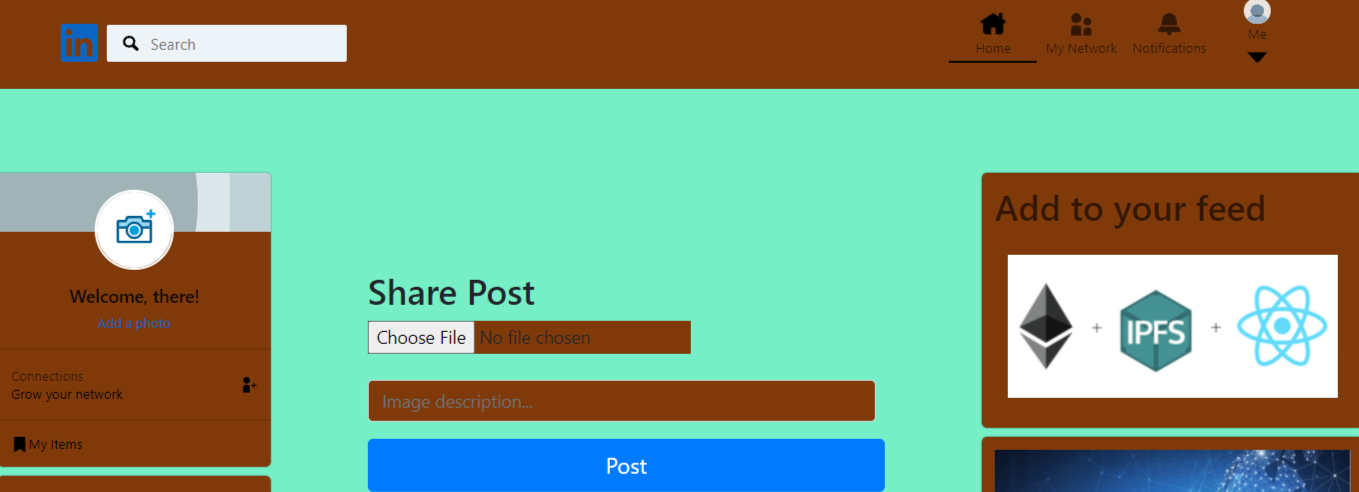 in
Search
Home
My Network
Notifications
Me
Welcome, there!
Add a photo
Connections
Grow your network
My Items
Share Post
Choose File No file chosen
Image description...
Post
Add to your feed
+ IPFS +